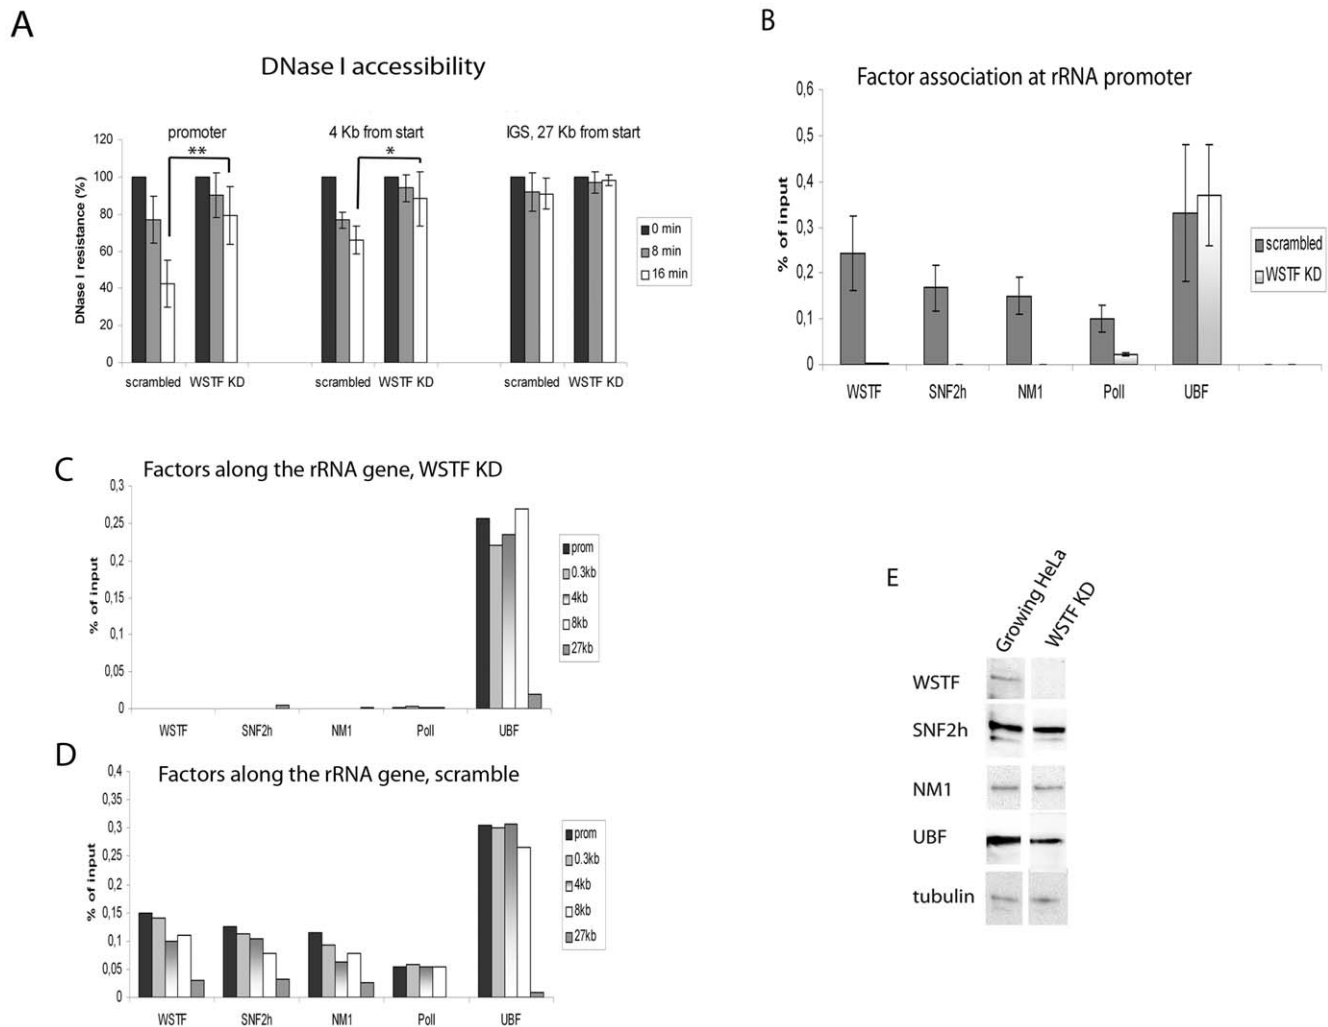 A
DNase I accessibility
promoter
4 Kb from start
IGS, 27 Kb from start
**
*
DNase I resistance (%)
120
100
80
60
40
20
0
scrambled WSTF KD
scrambled WSTF KD
scrambled WSTF KD
0 min
8 min
16 min
B
Factor association at rRNA promoter
% of input
0,6
0,5
0,4
0,3
0,2
0,1
0
WSTF SNF2h NM1 PolI UBF
scrambled
WSTF KD
C
Factors along the rRNA gene, WSTF KD
% of input
0,3
0,25
0,2
0,15
0,1
0,05
0
WSTF SNF2h NM1 PolI UBF
prom
0.3kb
4kb
8kb
27kb
D
Factors along the rRNA gene, scramble
% of input
0,4
0,35
0,3
0,25
0,2
0,15
0,1
0,05
0
WSTF SNF2h NM1 PolI UBF
prom
0.3kb
4kb
8kb
27kb
E
Growing HeLa
WSTF KD
WSTF
SNF2h
NM1
UBF
tubulin